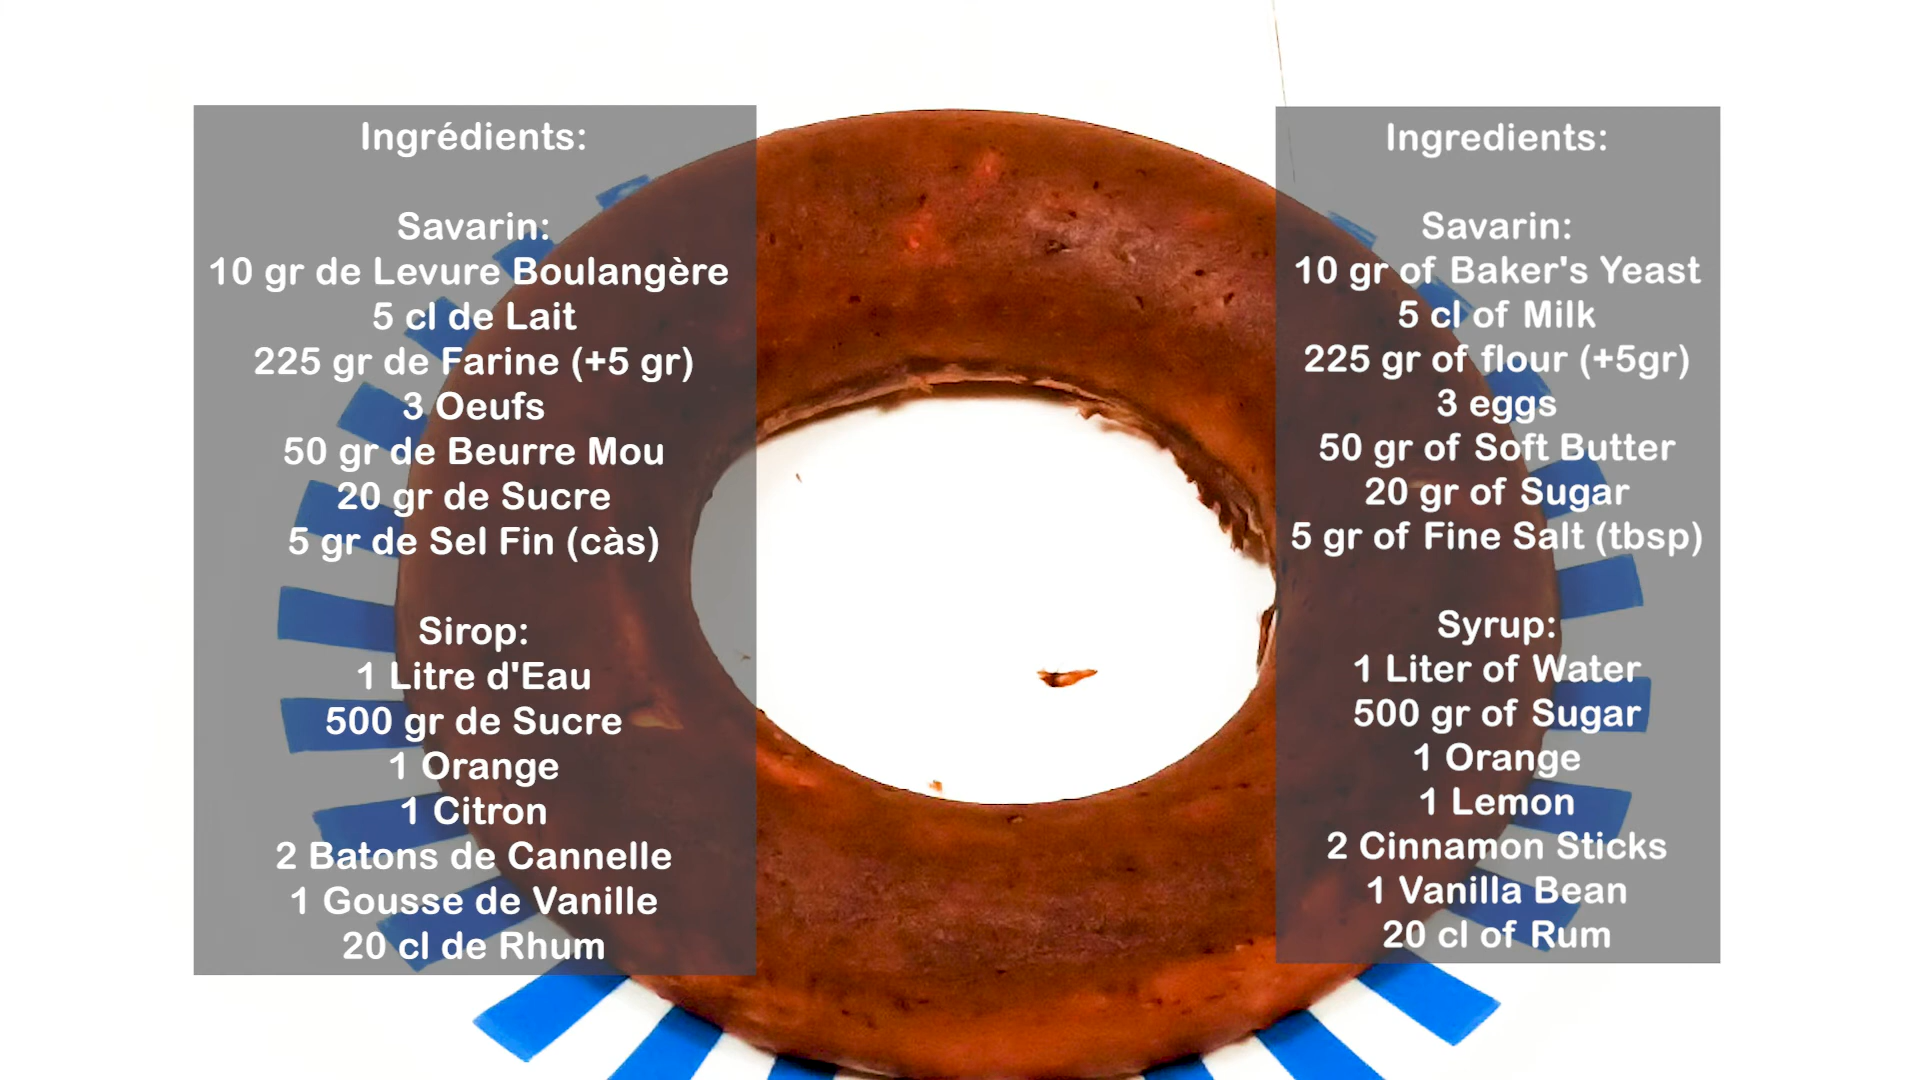 Ingrédients:
Savarin:
10 gr de Levure Boulangère
5 cl de Lait
225 gr de Farine (+5 gr)
3 Oeufs
50 gr de Beurre Mou
20 gr de Sucre
5 gr de Sel Fin (càs)
Sirop:
1 Litre d'Eau
500 gr de Sucre
1 Orange
1 Citron
2 Batons de Cannelle
1 Gousse de Vanille
20 cl de Rhum
Ingredients:
Savarin:
10 gr of Baker's Yeast
5 cl of Milk
225 gr of flour (+5gr)
3 eggs
50 gr of Soft Butter
20 gr of Sugar
5 gr of Fine Salt (tbsp)
Syrup:
1 Liter of Water
500 gr of Sugar
1 Orange
1 Lemon
2 Cinnamon Sticks
1 Vanilla Bean
20 cl of Rum